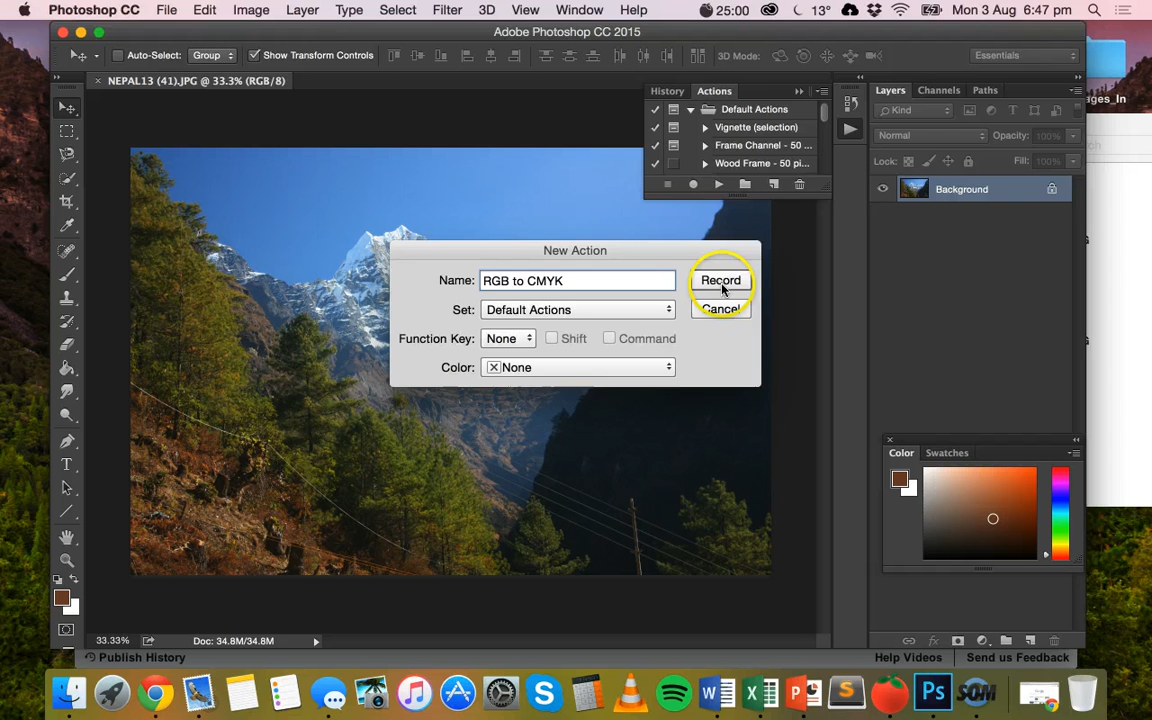 Photoshop CC File Edit Image Layer Type Select Filter 3D View Window Help 25:00 13° Mon 3 Aug 6:47 pm
Adobe Photoshop CC 2015
Auto-Select: Group Show Transform Controls 3D Mode: Essentials
× NEPAL13 (41).JPG @ 33.3% (RGB/8)
History Actions
Default Actions
Vignette (selection)
Frame Channel - 50 ...
Wood Frame - 50 pi...
Layers Channels Paths
Kind
Normal Opacity: 100%
Lock: Fill: 100%
Background
ges_In
New Action
Name: RGB to CMYK Record
Set: Default Actions Cancel
Function Key: None Shift Command
Color: None
Color Swatches
33.33% Doc: 34.8M/34.8M
Publish History Help Videos Send us Feedback
Ps SOM